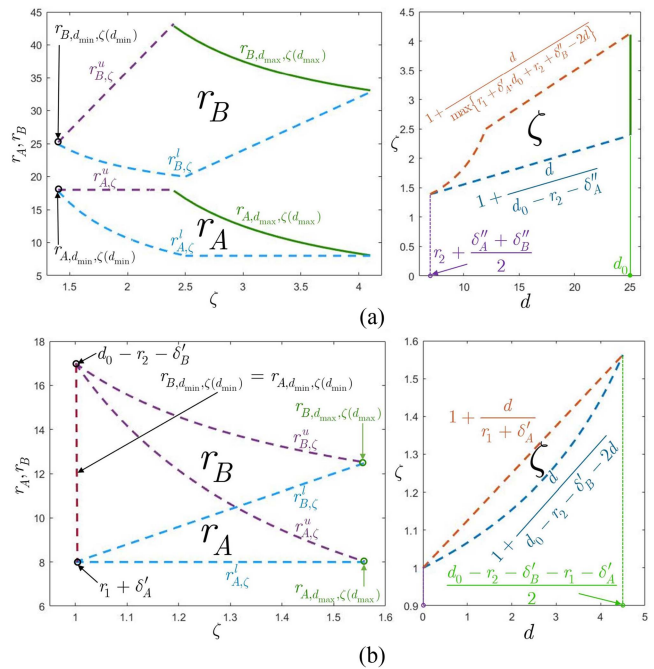 r_{B,d_min,ζ(d_min)}
r^u_{B,ζ}
r_{B,d_max,ζ(d_max)}
r_B
r^l_{B,ζ}
r^u_{A,ζ}
r_{A,d_max,ζ(d_max)}
r_{A,d_min,ζ(d_min)}
r^l_{A,ζ}
r_A
r_A, r_B
45
40
35
30
25
20
15
10
5
1.5 2 2.5 3 3.5 4
ζ
1 + d / max{r_1 + δ'_A, d_0 + r_2 + δ''_B − 2d}
ζ
1 + d / (d_0 − r_2 − δ''_A)
r_2 + (δ''_A + δ''_B) / 2
d_0
ζ
4.5
4
3.5
3
2.5
2
1.5
1
0.5
0
10 15 20 25
d
(a)
d_0 − r_2 − δ'_B
r_{B,d_min,ζ(d_min)} = r_{A,d_min,ζ(d_min)}
r_{B,d_max,ζ(d_max)}
r^u_{B,ζ}
r_B
r^l_{B,ζ}
r_A
r^u_{A,ζ}
r^l_{A,ζ}
r_1 + δ'_A
r_{A,d_max,ζ(d_max)}
r_A, r_B
18
16
14
12
10
8
6
1 1.1 1.2 1.3 1.4 1.5 1.6
ζ
1 + d / (r_1 + δ'_A)
ζ
1 + d / (d_0 − r_2 − δ'_B − 2d)
(d_0 − r_2 − δ'_B − r_1 − δ'_A) / 2
ζ
1.6
1.5
1.4
1.3
1.2
1.1
1
0.9
0 1 2 3 4 5
d
(b)